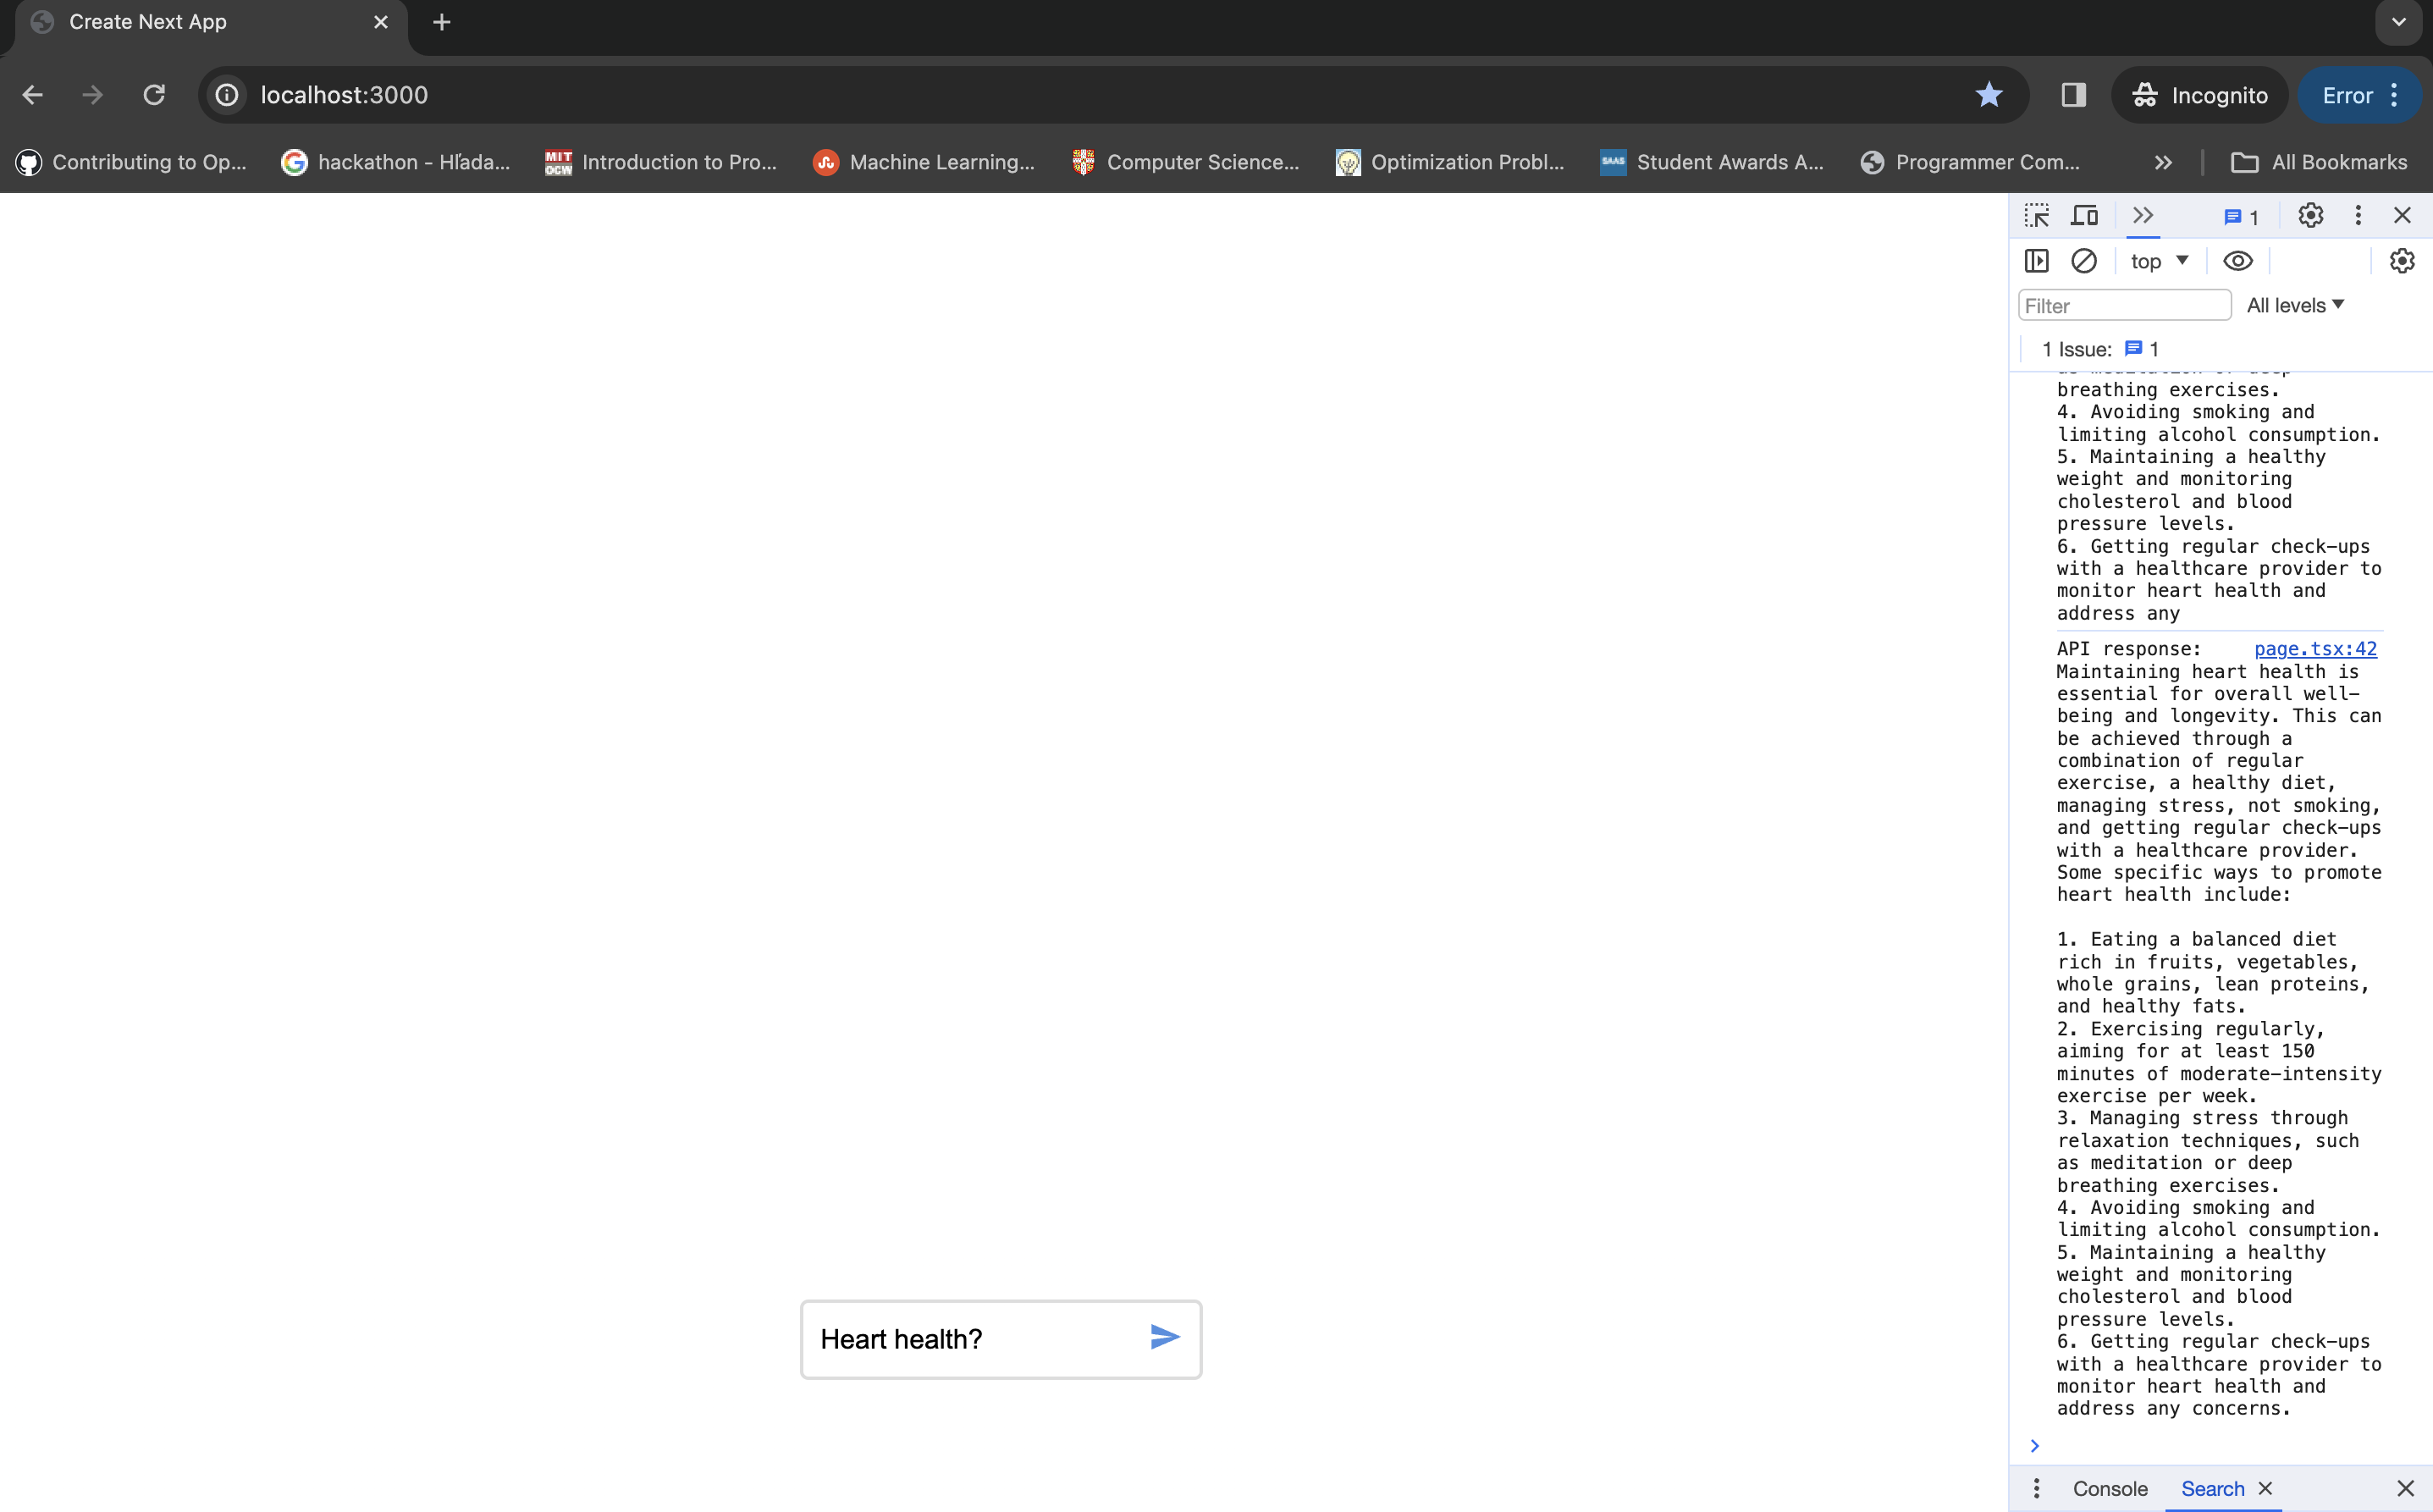 Create Next App
localhost:3000
Incognito
Error
Contributing to Op...
hackathon - Hľada...
MIT OCW
Introduction to Pro...
Machine Learning...
Computer Science...
Optimization Probl...
SAAS
Student Awards A...
Programmer Com...
All Bookmarks
1
top
Filter
All levels
1 Issue: 1
breathing exercises.
4. Avoiding smoking and
limiting alcohol consumption.
5. Maintaining a healthy
weight and monitoring
cholesterol and blood
pressure levels.
6. Getting regular check-ups
with a healthcare provider to
monitor heart health and
address any
API response: page.tsx:42
Maintaining heart health is
essential for overall well-
being and longevity. This can
be achieved through a
combination of regular
exercise, a healthy diet,
managing stress, not smoking,
and getting regular check-ups
with a healthcare provider.
Some specific ways to promote
heart health include:
1. Eating a balanced diet
rich in fruits, vegetables,
whole grains, lean proteins,
and healthy fats.
2. Exercising regularly,
aiming for at least 150
minutes of moderate-intensity
exercise per week.
3. Managing stress through
relaxation techniques, such
as meditation or deep
breathing exercises.
4. Avoiding smoking and
limiting alcohol consumption.
5. Maintaining a healthy
weight and monitoring
cholesterol and blood
pressure levels.
6. Getting regular check-ups
with a healthcare provider to
monitor heart health and
address any concerns.
Heart health?
Console
Search